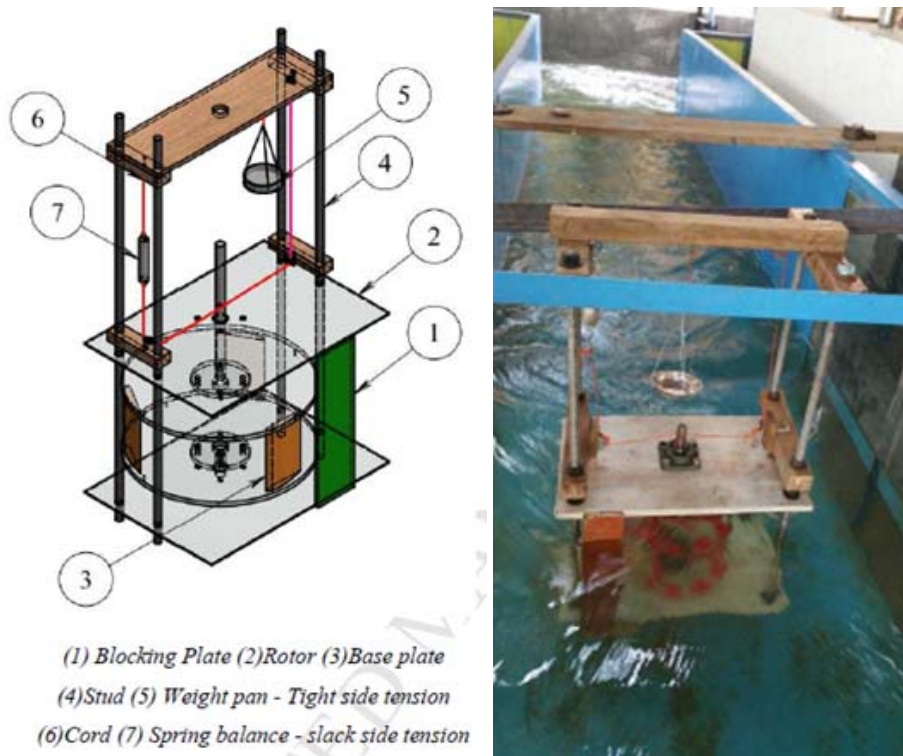 5
6
4
7
2
1
3
(1) Blocking Plate (2)Rotor (3)Base plate
(4)Stud (5) Weight pan - Tight side tension
(6)Cord (7) Spring balance - slack side tension